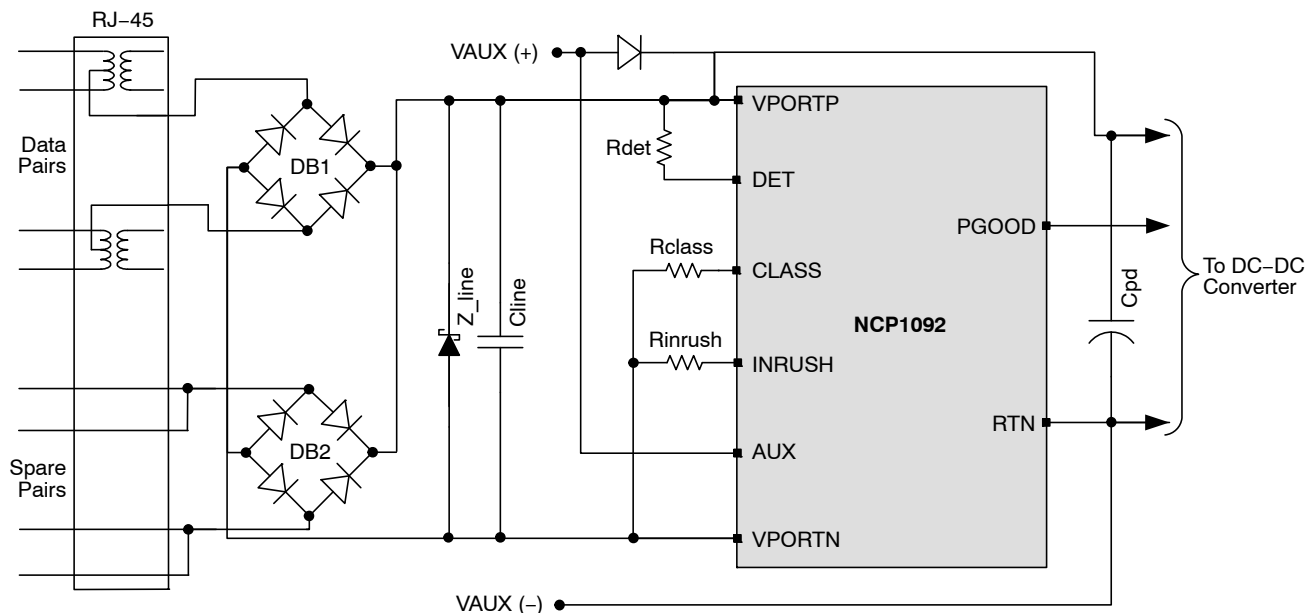 RJ−45
VAUX (+)
VPORTP
Data
Pairs
DB1
Rdet
DET
PGOOD
Rclass
CLASS
To DC−DC
Converter
Z_line
Cline
Cpd
NCP1092
Rinrush
INRUSH
RTN
DB2
AUX
Spare
Pairs
VPORTN
VAUX (−)